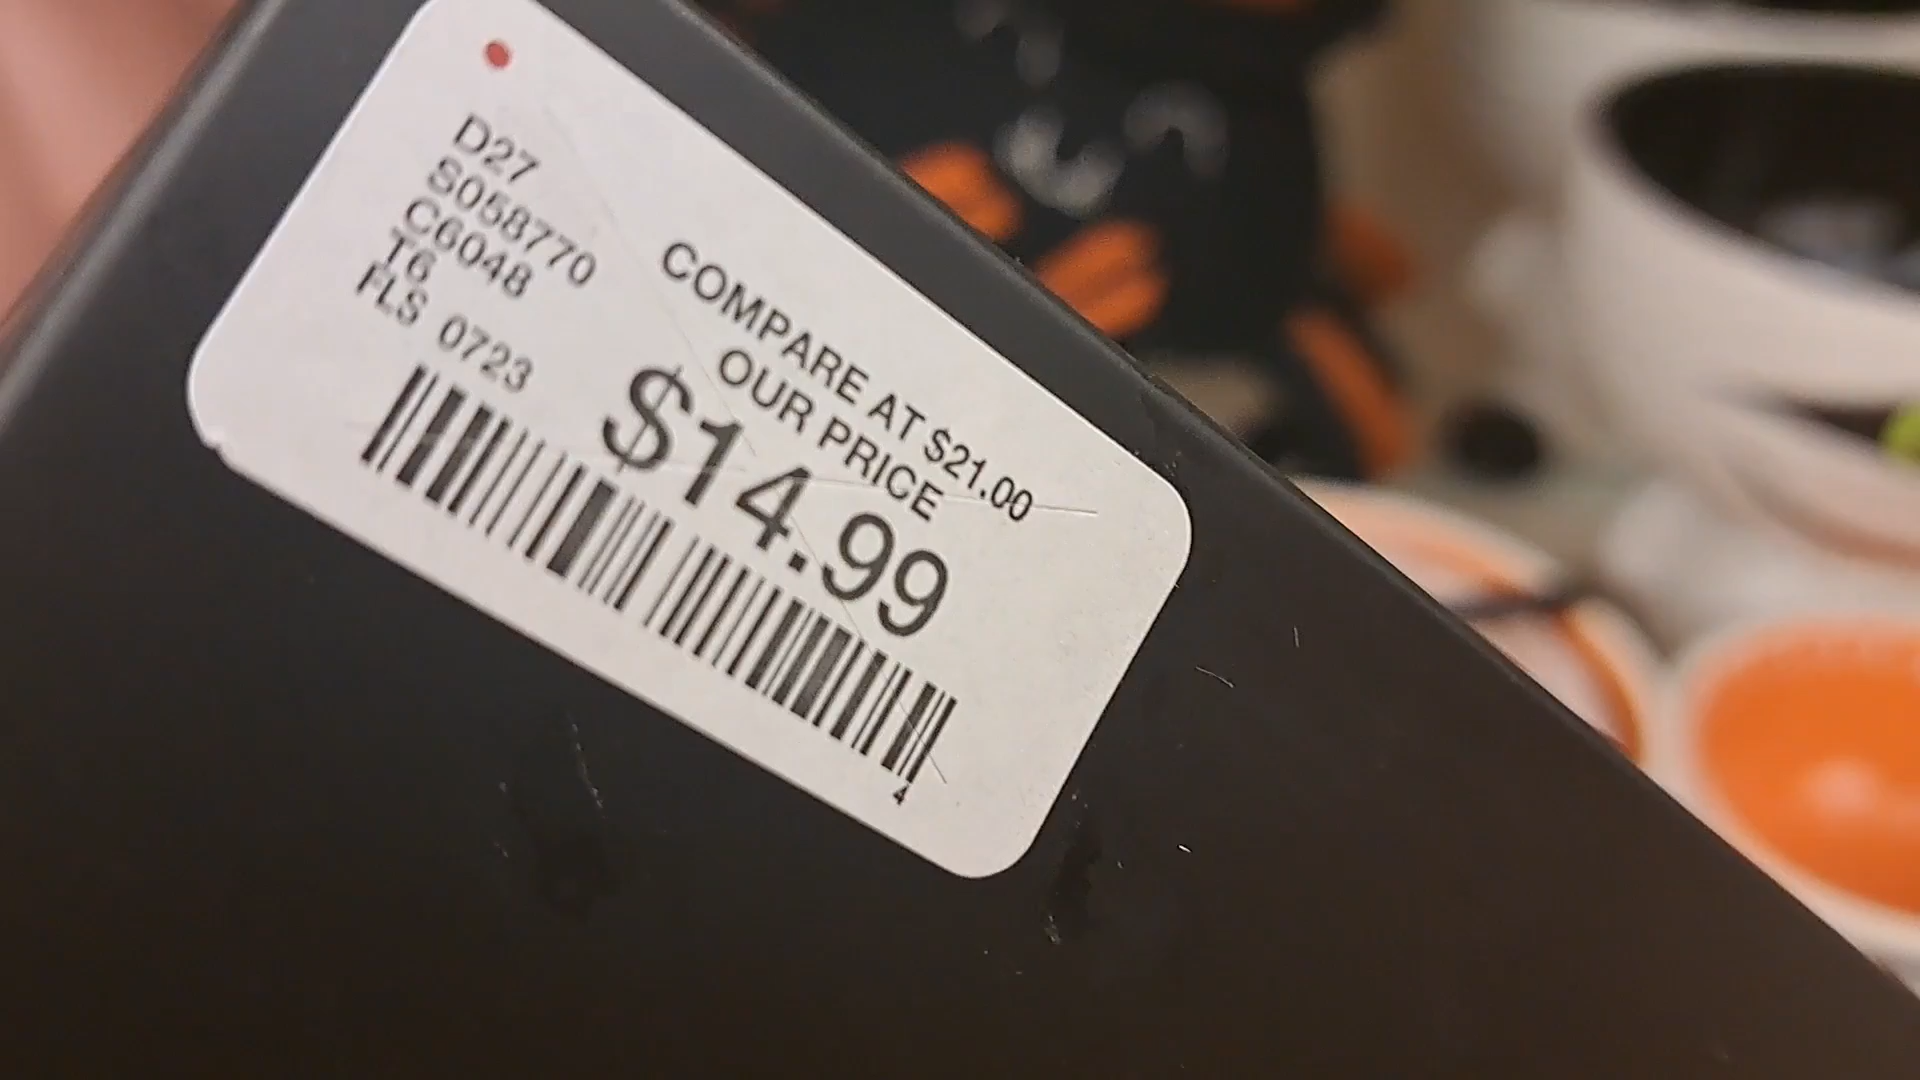 D27
S058770
C6048
T6
FLS 0723
COMPARE AT $21.00
OUR PRICE
$14.99
4